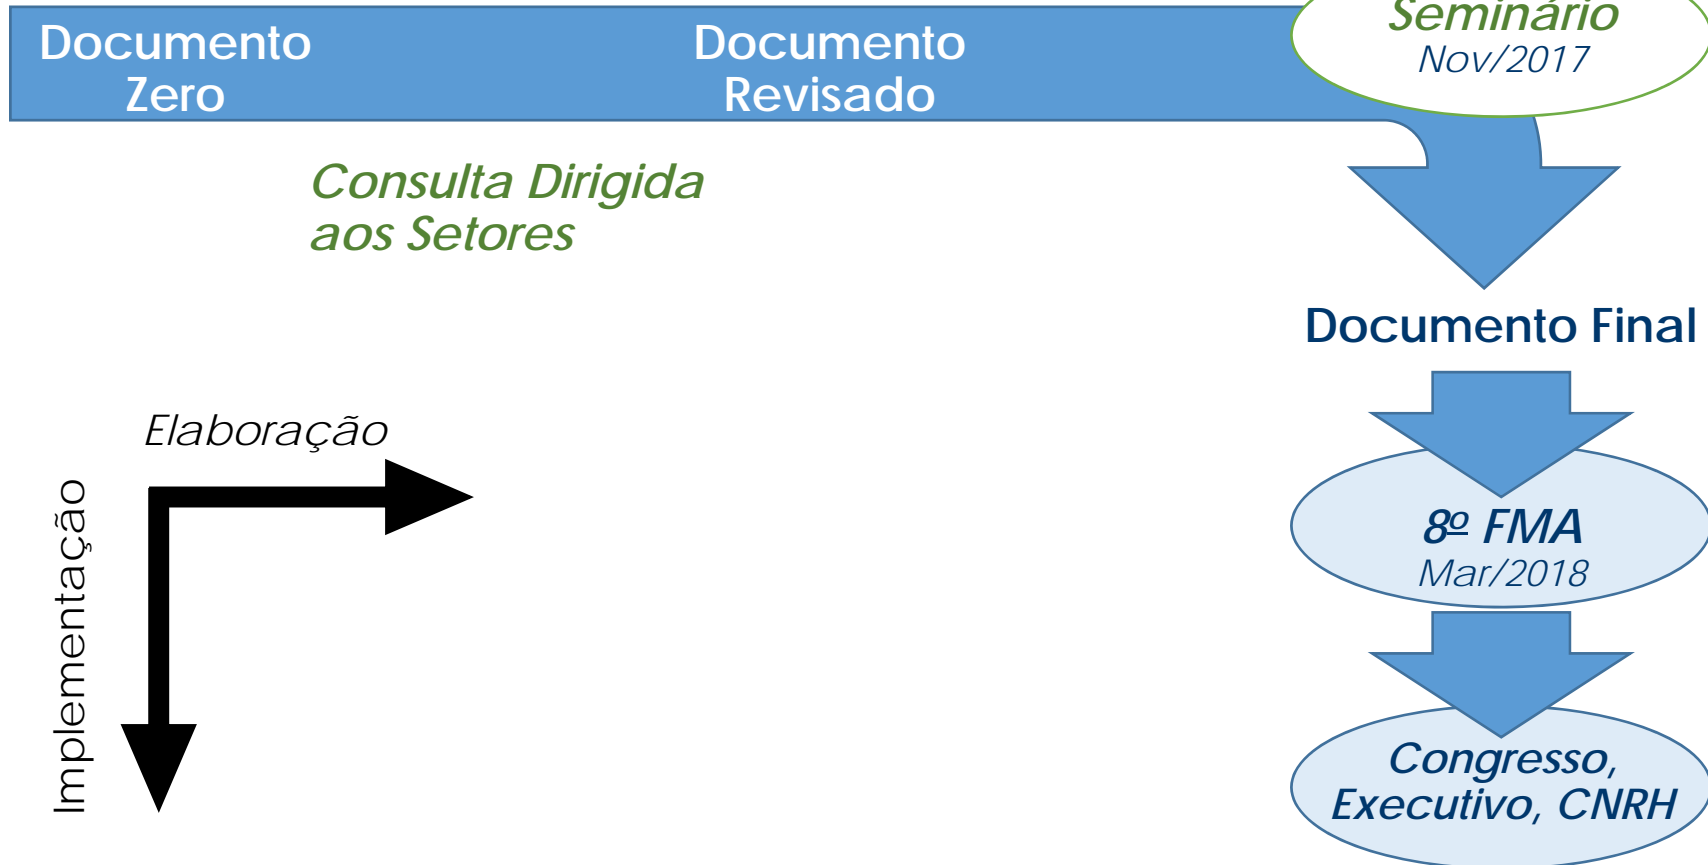 Documento
Zero
Documento
Revisado
Seminário
Nov/2017
Consulta Dirigida
aos Setores
Documento Final
Elaboração
Implementação
8º FMA
Mar/2018
Congresso,
Executivo, CNRH